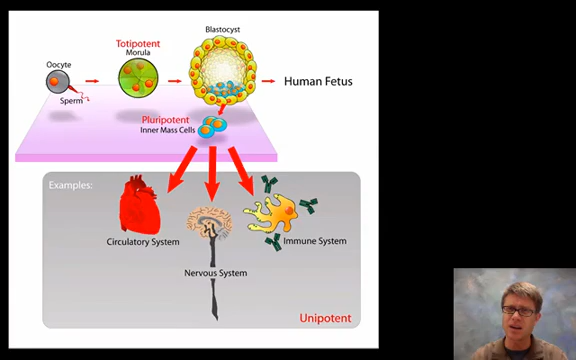 Blastocyst
Totipotent
Morula
Oocyte
Sperm
Human Fetus
Pluripotent
Inner Mass Cells
Examples:
Circulatory System
Immune System
Nervous System
Unipotent